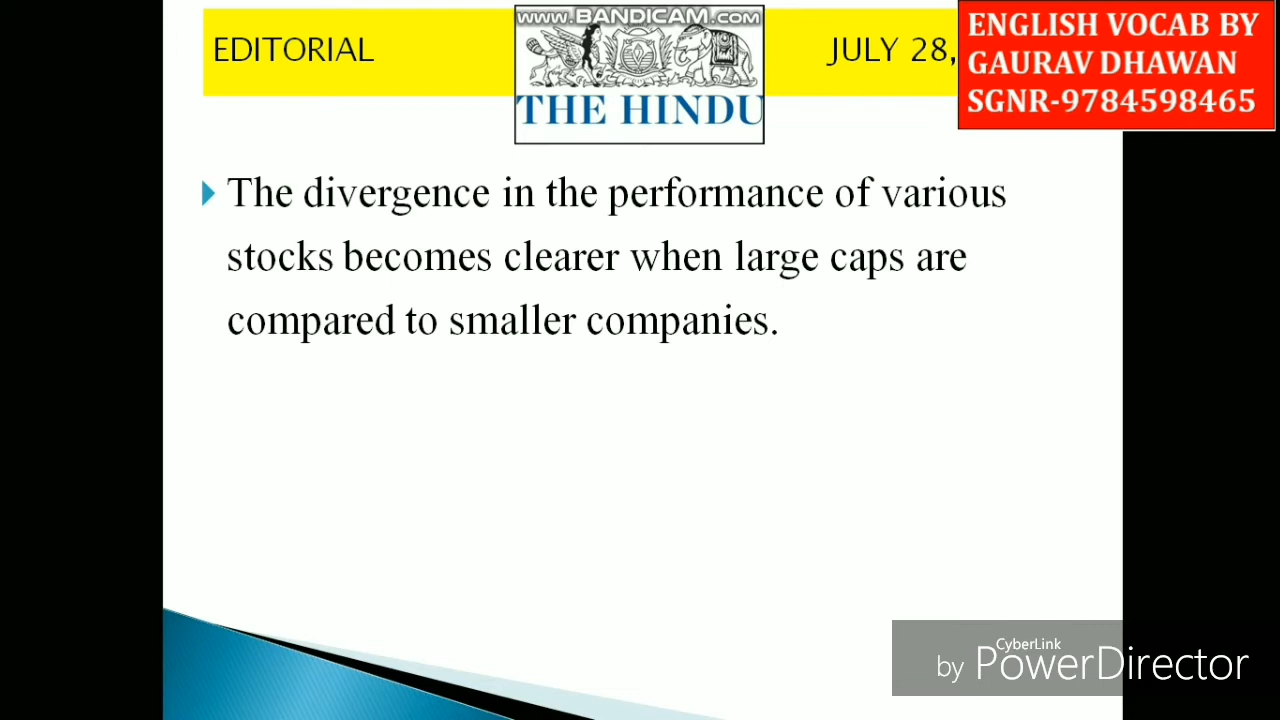 EDITORIAL
www.BANDICAM.com
THE HINDU
JULY 28,
ENGLISH VOCAB BY
GAURAV DHAWAN
SGNR-9784598465
The divergence in the performance of various
stocks becomes clearer when large caps are
compared to smaller companies.
CyberLink
by PowerDirector